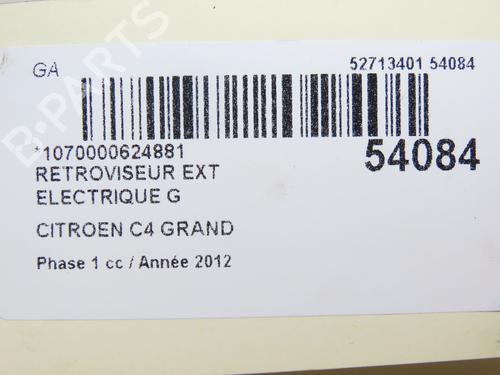 GA
52713401 54084
*1070000624881
54084
RETROVISEUR EXT
ELECTRIQUE G
CITROEN C4 GRAND
Phase 1 cc / Année 2012
B-PARTS